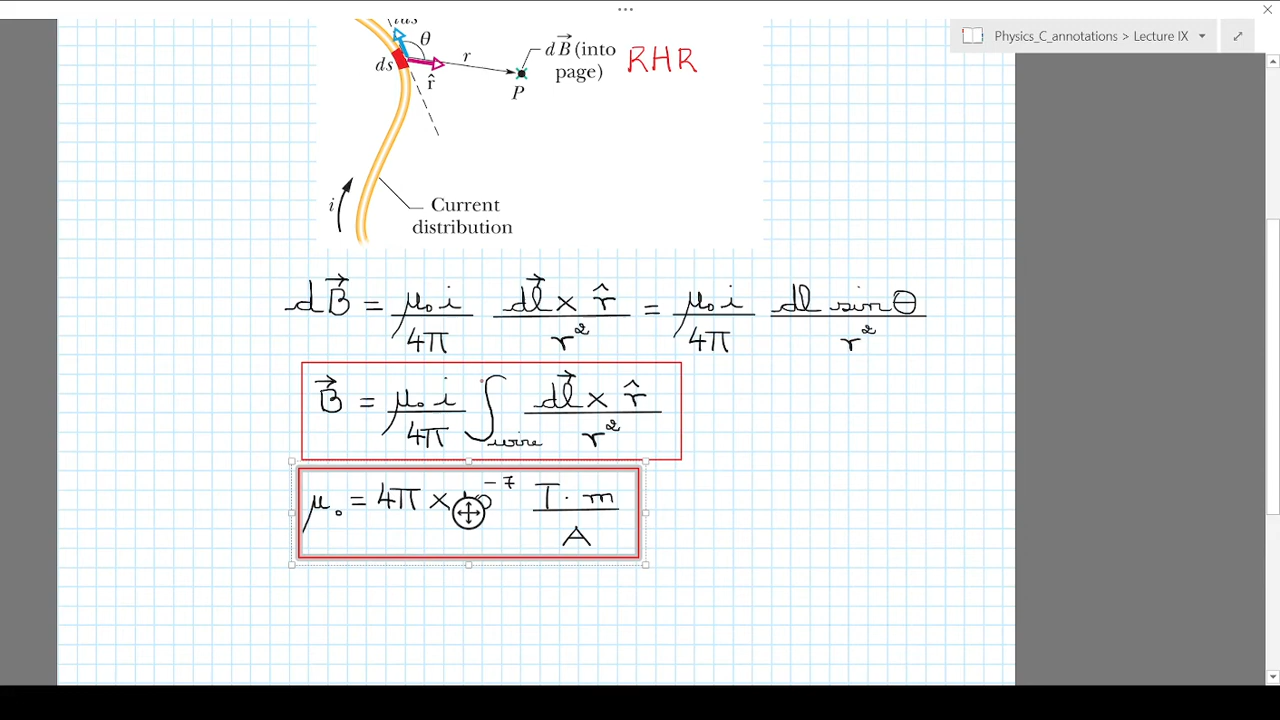 Physics_C_annotations > Lecture IX
ids
θ
ds
r̂
r
P
dB⃗ (into
page)
RHR
i
Current
distribution
dB⃗ = μ₀i/4π dl⃗ × r̂/r² = μ₀i/4π dl sinθ/r²
B⃗ = μ₀i/4π ∫wire dl⃗ × r̂/r²
μ₀ = 4π × 10⁻⁷ T·m/A